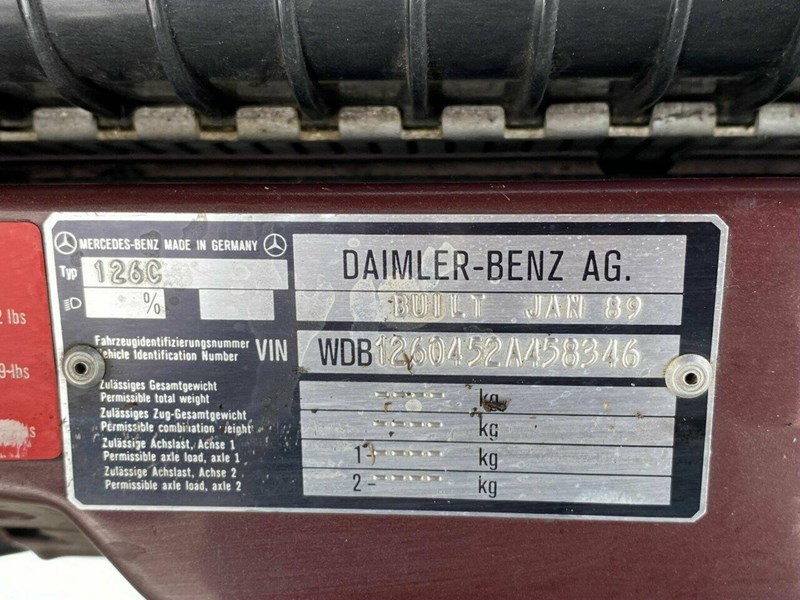 MERCEDES-BENZ MADE IN GERMANY
Typ 126C
%
DAIMLER-BENZ AG.
BUILT JAN 89
Fahrzeugidentifizierungsnummer
Vehicle Identification Number VIN WDB1260452A458346
Zulässiges Gesamtgewicht
Permissible total weight ---- kg
Zulässiges Zug-Gesamtgewicht
Permissible combination weight ----- kg
Zulässige Achslast, Achse 1
Permissible axle load, axle 1 1- ----- kg
Zulässige Achslast, Achse 2
Permissible axle load, axle 2 2- ----- kg
2 lbs
9-lbs